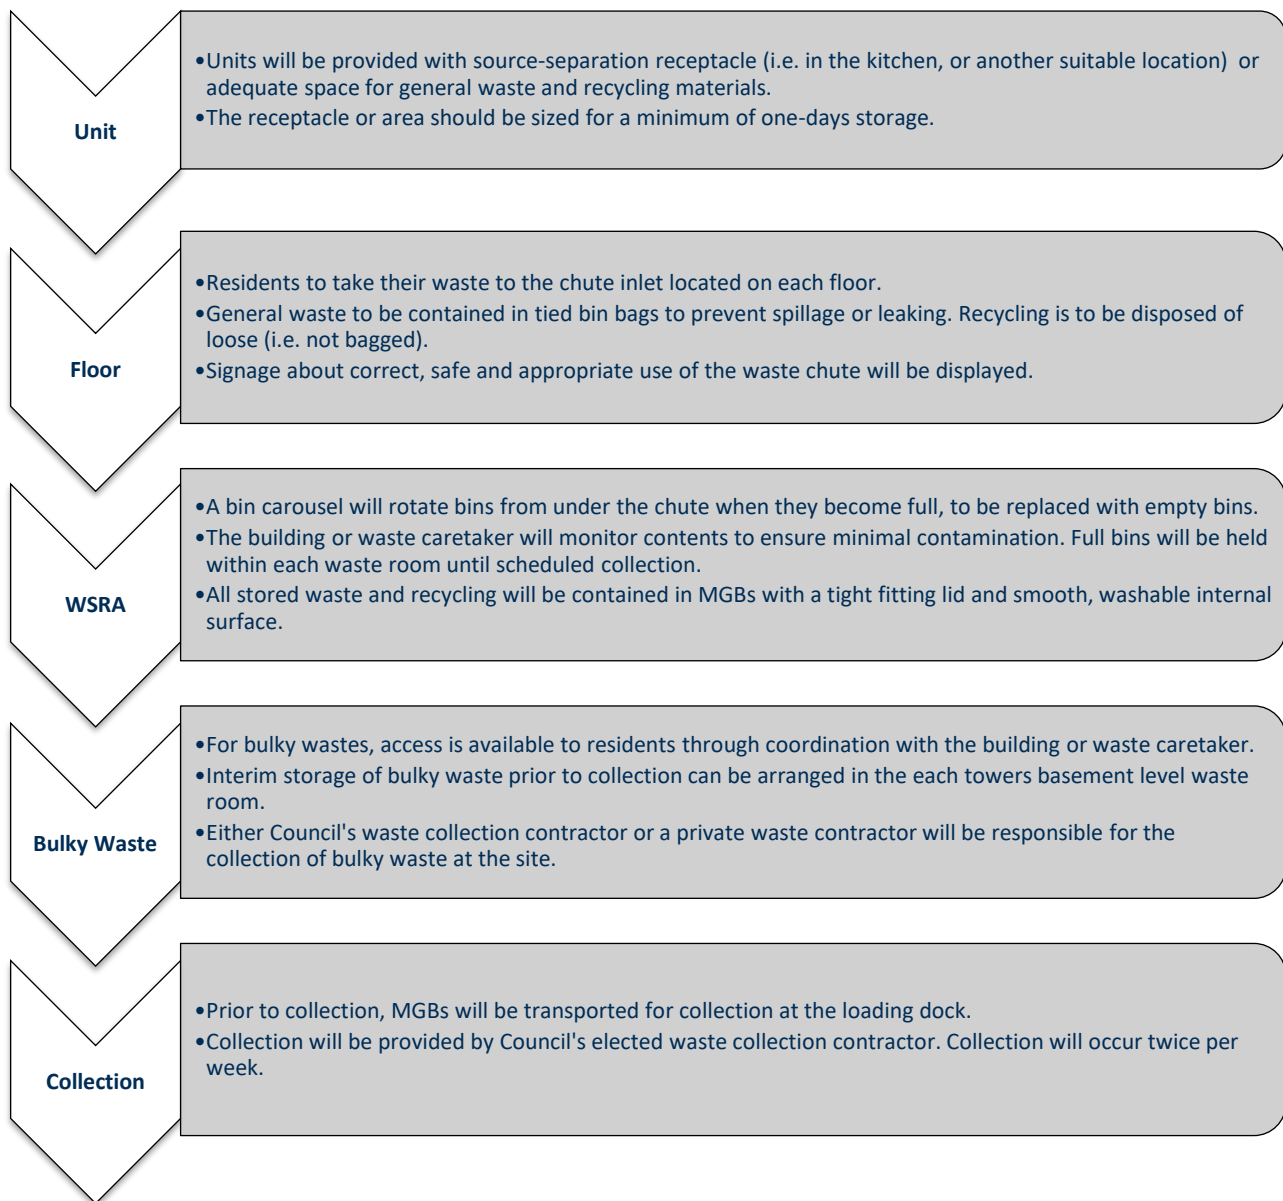 Unit
•Units will be provided with source-separation receptacle (i.e. in the kitchen, or another suitable location) or
adequate space for general waste and recycling materials.
•The receptacle or area should be sized for a minimum of one-days storage.
Floor
•Residents to take their waste to the chute inlet located on each floor.
•General waste to be contained in tied bin bags to prevent spillage or leaking. Recycling is to be disposed of
loose (i.e. not bagged).
•Signage about correct, safe and appropriate use of the waste chute will be displayed.
WSRA
•A bin carousel will rotate bins from under the chute when they become full, to be replaced with empty bins.
•The building or waste caretaker will monitor contents to ensure minimal contamination. Full bins will be held
within each waste room until scheduled collection.
•All stored waste and recycling will be contained in MGBs with a tight fitting lid and smooth, washable internal
surface.
Bulky Waste
•For bulky wastes, access is available to residents through coordination with the building or waste caretaker.
•Interim storage of bulky waste prior to collection can be arranged in the each towers basement level waste
room.
•Either Council's waste collection contractor or a private waste contractor will be responsible for the
collection of bulky waste at the site.
Collection
•Prior to collection, MGBs will be transported for collection at the loading dock.
•Collection will be provided by Council's elected waste collection contractor. Collection will occur twice per
week.